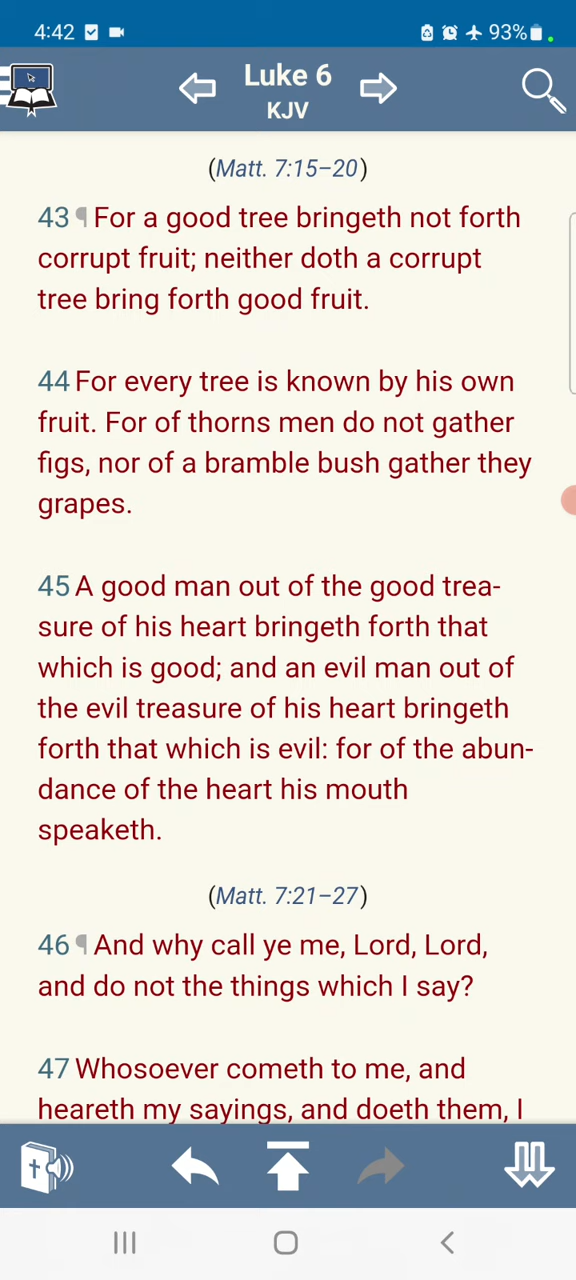 4:42 93%
Luke 6
KJV
(Matt. 7:15–20)
43 ¶ For a good tree bringeth not forth
corrupt fruit; neither doth a corrupt
tree bring forth good fruit.
44 For every tree is known by his own
fruit. For of thorns men do not gather
figs, nor of a bramble bush gather they
grapes.
45 A good man out of the good trea-
sure of his heart bringeth forth that
which is good; and an evil man out of
the evil treasure of his heart bringeth
forth that which is evil: for of the abun-
dance of the heart his mouth
speaketh.
(Matt. 7:21–27)
46 ¶ And why call ye me, Lord, Lord,
and do not the things which I say?
47 Whosoever cometh to me, and
heareth my sayings, and doeth them, I